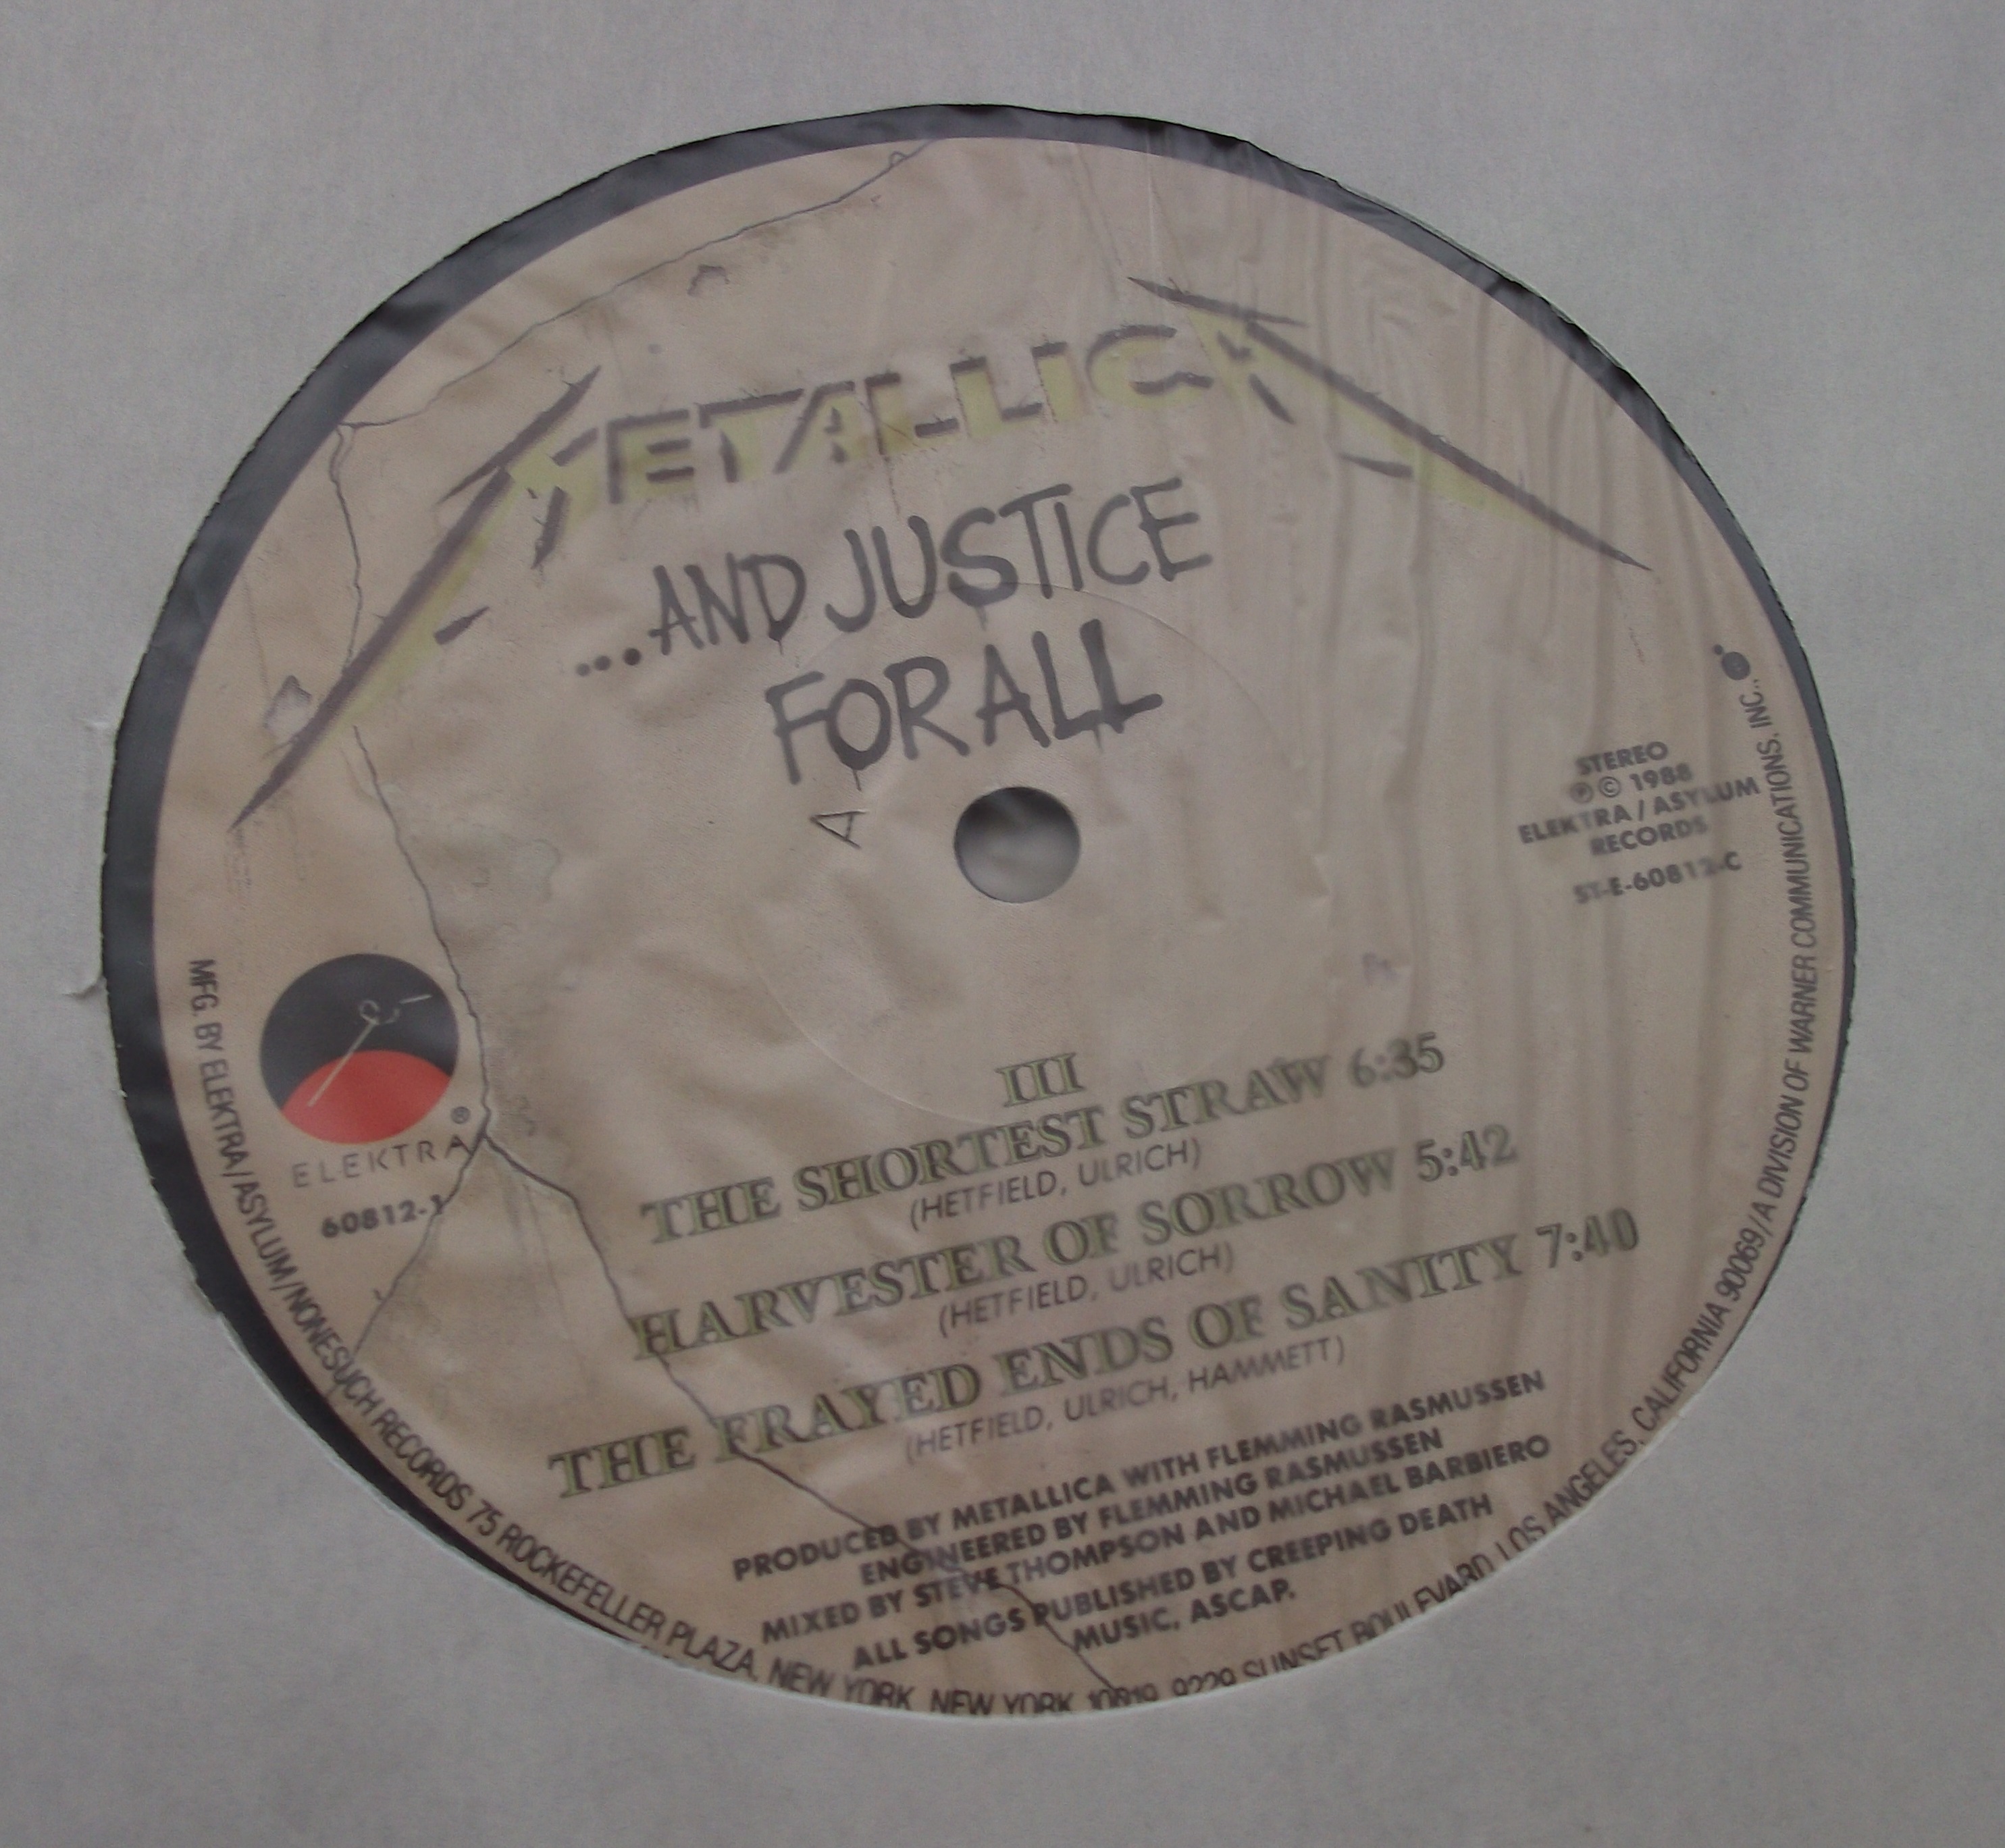 METALLICA
...AND JUSTICE
FOR ALL
A
STEREO
℗ © 1988
ELEKTRA / ASYLUM
RECORDS
ST-E-60812-C
ELEKTRA ®
60812-1
III
THE SHORTEST STRAW 6:35
(HETFIELD, ULRICH)
HARVESTER OF SORROW 5:42
(HETFIELD, ULRICH)
THE FRAYED ENDS OF SANITY 7:40
(HETFIELD, ULRICH, HAMMETT)
PRODUCED BY METALLICA WITH FLEMMING RASMUSSEN
ENGINEERED BY FLEMMING RASMUSSEN
MIXED BY STEVE THOMPSON AND MICHAEL BARBIERO
ALL SONGS PUBLISHED BY CREEPING DEATH
MUSIC, ASCAP.
MFG. BY ELEKTRA/ASYLUM/NONESUCH RECORDS 75 ROCKEFELLER PLAZA, NEW YORK, NEW YORK 10019, 9229 SUNSET BOULEVARD, LOS ANGELES, CALIFORNIA 90069/A DIVISION OF WARNER COMMUNICATIONS, INC.,